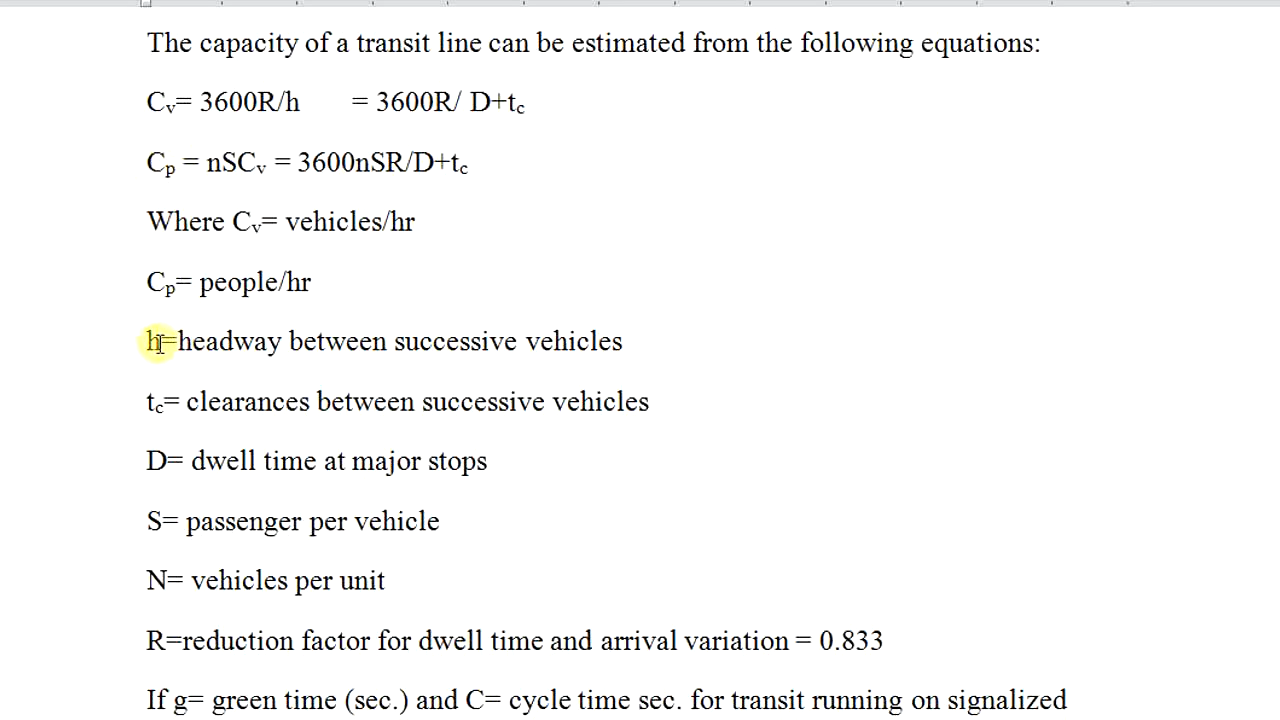 The capacity of a transit line can be estimated from the following equations:
Cv= 3600R/h = 3600R/ D+tc
Cp = nSCv = 3600nSR/D+tc
Where Cv= vehicles/hr
Cp= people/hr
h=headway between successive vehicles
tc= clearances between successive vehicles
D= dwell time at major stops
S= passenger per vehicle
N= vehicles per unit
R=reduction factor for dwell time and arrival variation = 0.833
If g= green time (sec.) and C= cycle time sec. for transit running on signalized